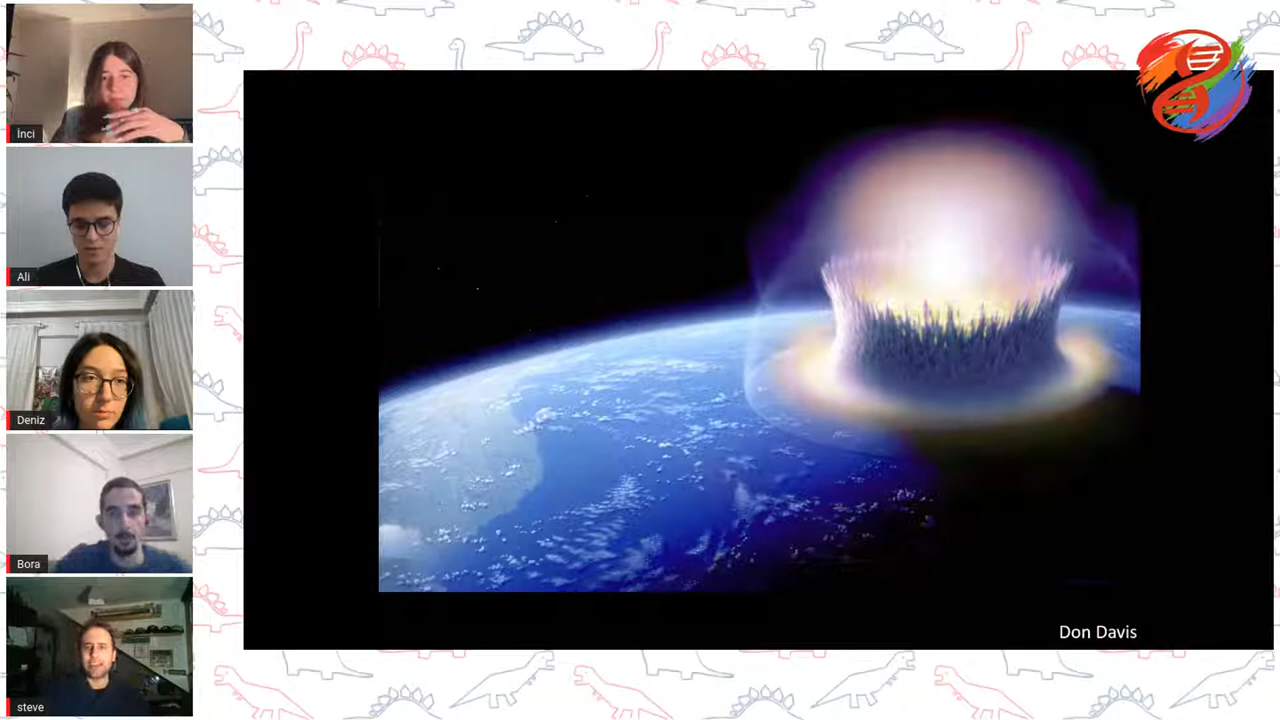 İnci
Ali
Deniz
Bora
steve
Don Davis